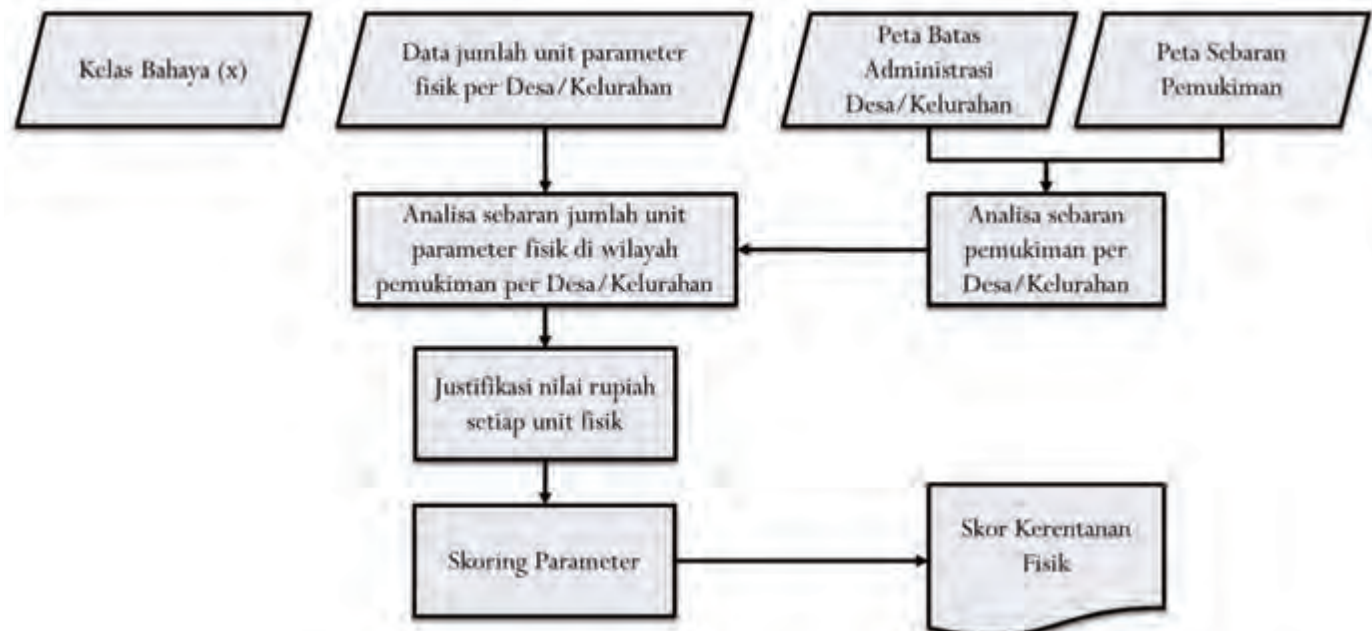 Kelas Bahaya (x)
Data jumlah unit parameter
fisik per Desa/Kelurahan
Peta Batas
Administrasi
Desa/Kelurahan
Peta Sebaran
Pemukiman
Analisa sebaran jumlah unit
parameter fisik di wilayah
pemukiman per Desa/Kelurahan
Analisa sebaran
pemukiman per
Desa/Kelurahan
Justifikasi nilai rupiah
setiap unit fisik
Skoring Parameter
Skor Kerentanan
Fisik